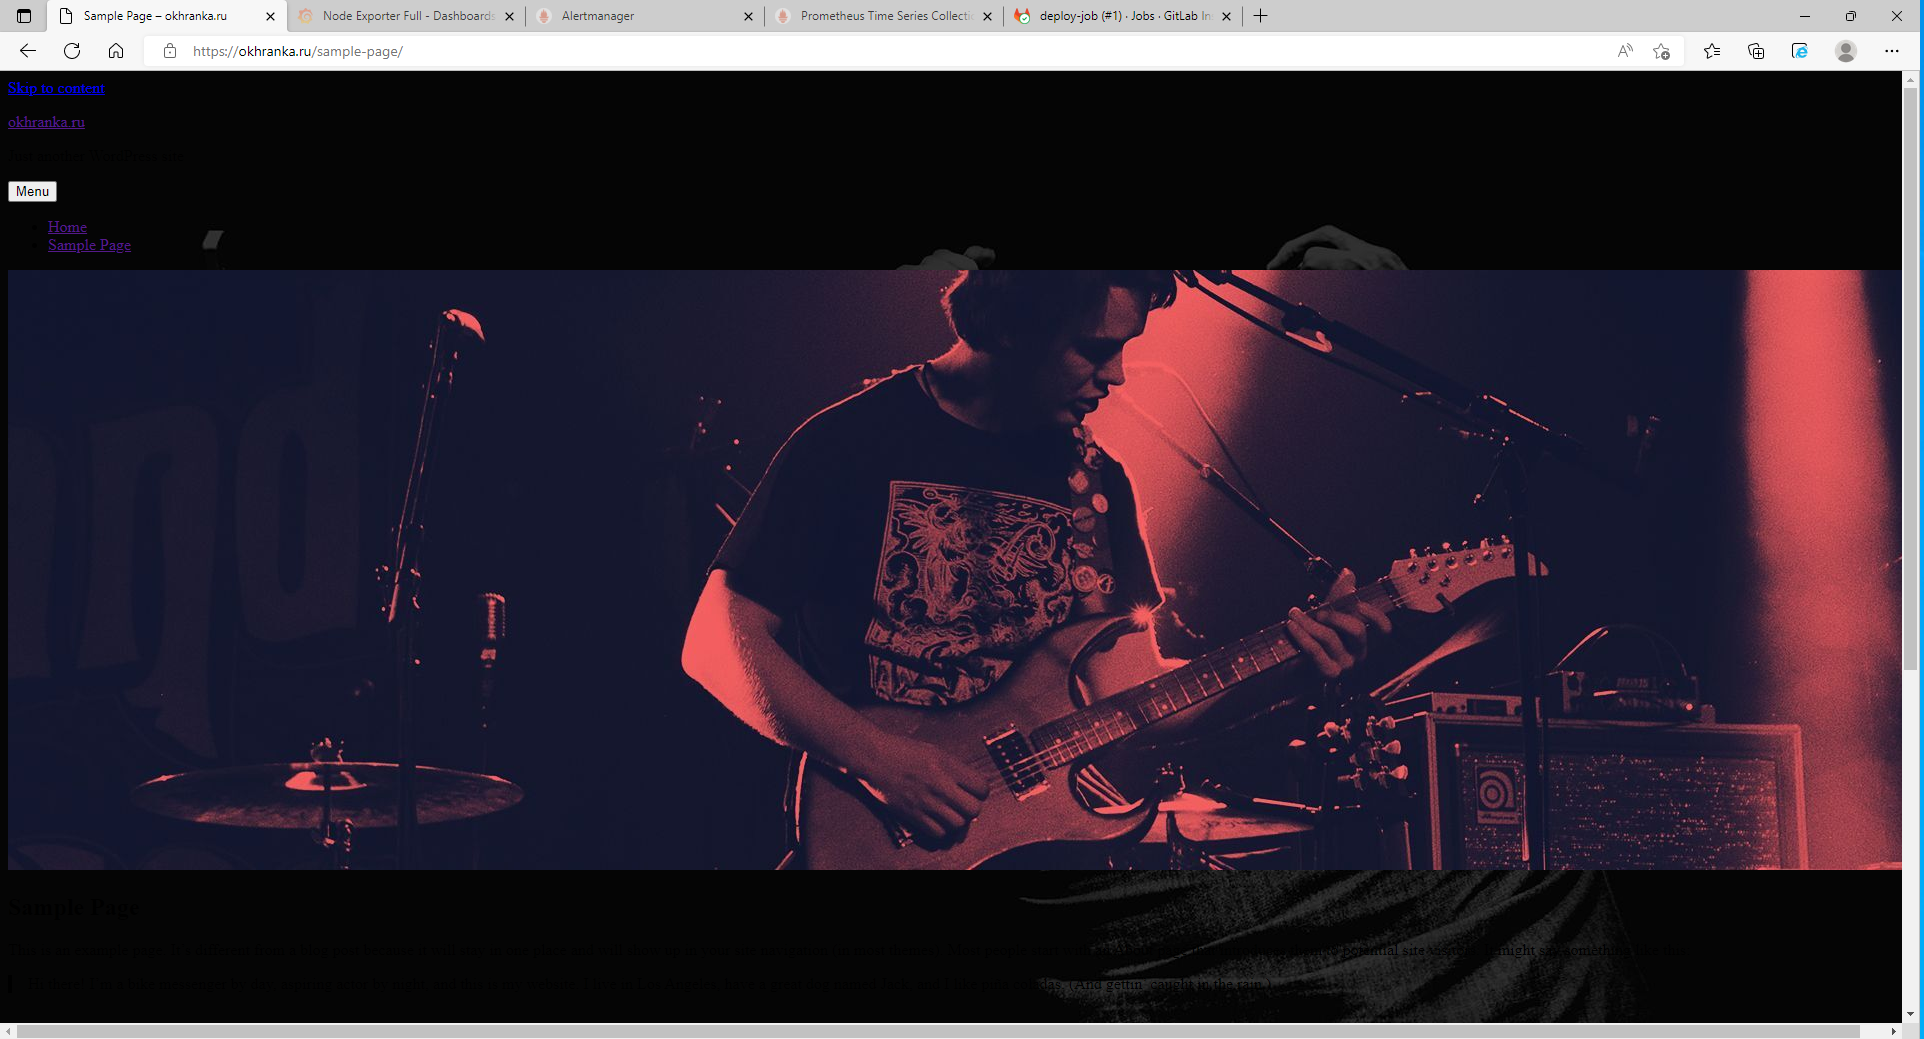 Sample Page – okhranka.ru
Node Exporter Full - Dashboards
Alertmanager
Prometheus Time Series Collectio
deploy-job (#1) · Jobs · GitLab In
https://okhranka.ru/sample-page/
Skip to content
okhranka.ru
Just another WordPress site
Menu
Home
Sample Page
Ampeg
Sample Page
This is an example page. It's different from a blog post because it will stay in one place and will show up in your site navigation (in most themes). Most people start with an About page that introduces them to potential site visitors. It might say something like this:
Hi there! I'm a bike messenger by day, aspiring actor by night, and this is my website. I live in Los Angeles, have a great dog named Jack, and I like piña coladas. (And gettin' caught in the rain.)